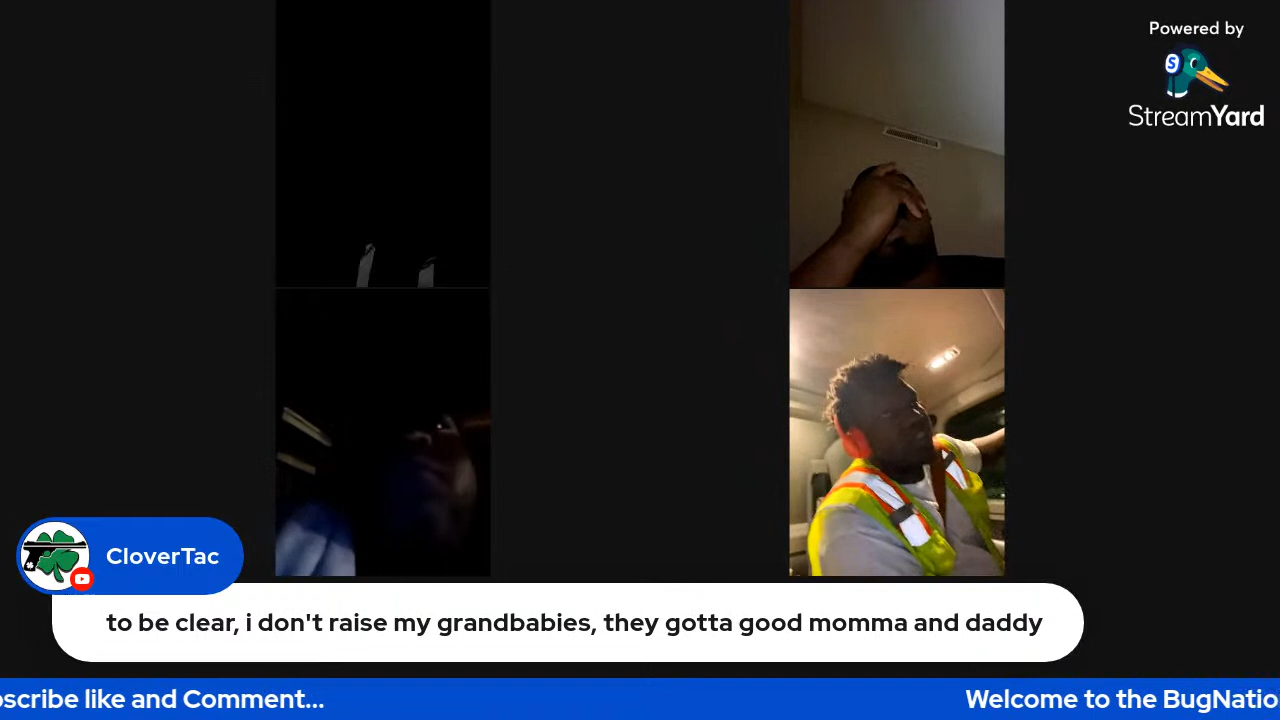 Powered by
S
StreamYard
CloverTac
to be clear, i don't raise my grandbabies, they gotta good momma and daddy
bscribe like and Comment...
Welcome to the BugNatio